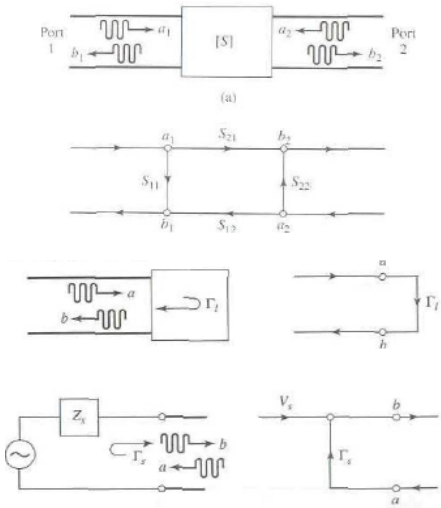 Port 1 a₁ b₁ [S] a₂ b₂ Port 2
(a)
a₁ S₂₁ b₂
S₁₁ S₂₂
b₁ S₁₂ a₂
a b Γₗ a Γₗ b
Zₛ Γₛ b a Vₛ b Γₛ a